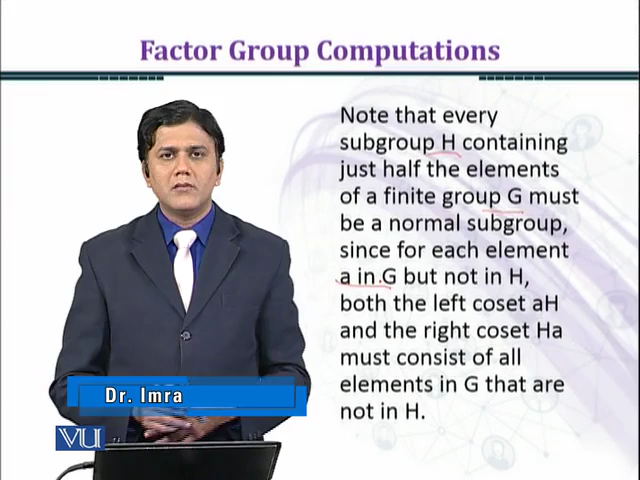 Factor Group Computations
Note that every
subgroup H containing
just half the elements
of a finite group G must
be a normal subgroup,
since for each element
a in G but not in H,
both the left coset aH
and the right coset Ha
must consist of all
elements in G that are
not in H.
Dr. Imra
VU